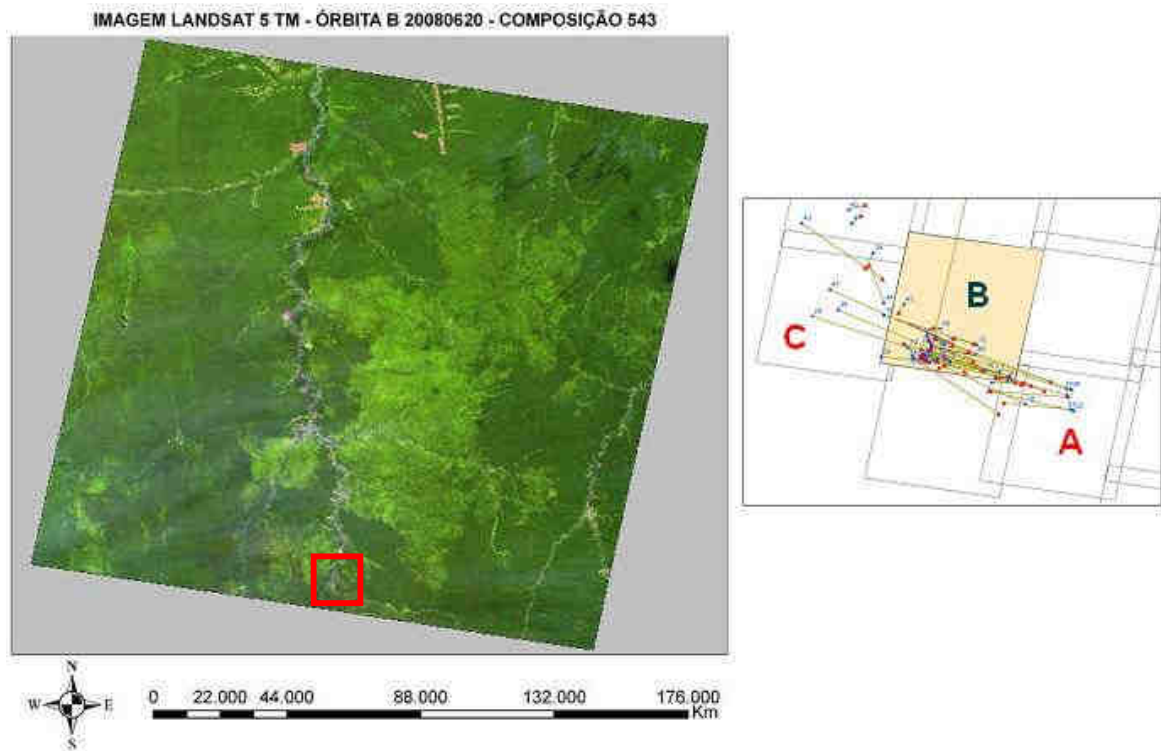 IMAGEM LANDSAT 5 TM - ÓRBITA B 20080620 - COMPOSIÇÃO 543
B
C
A
N
W E
S
0 22.000 44.000 88.000 132.000 176.000
Km